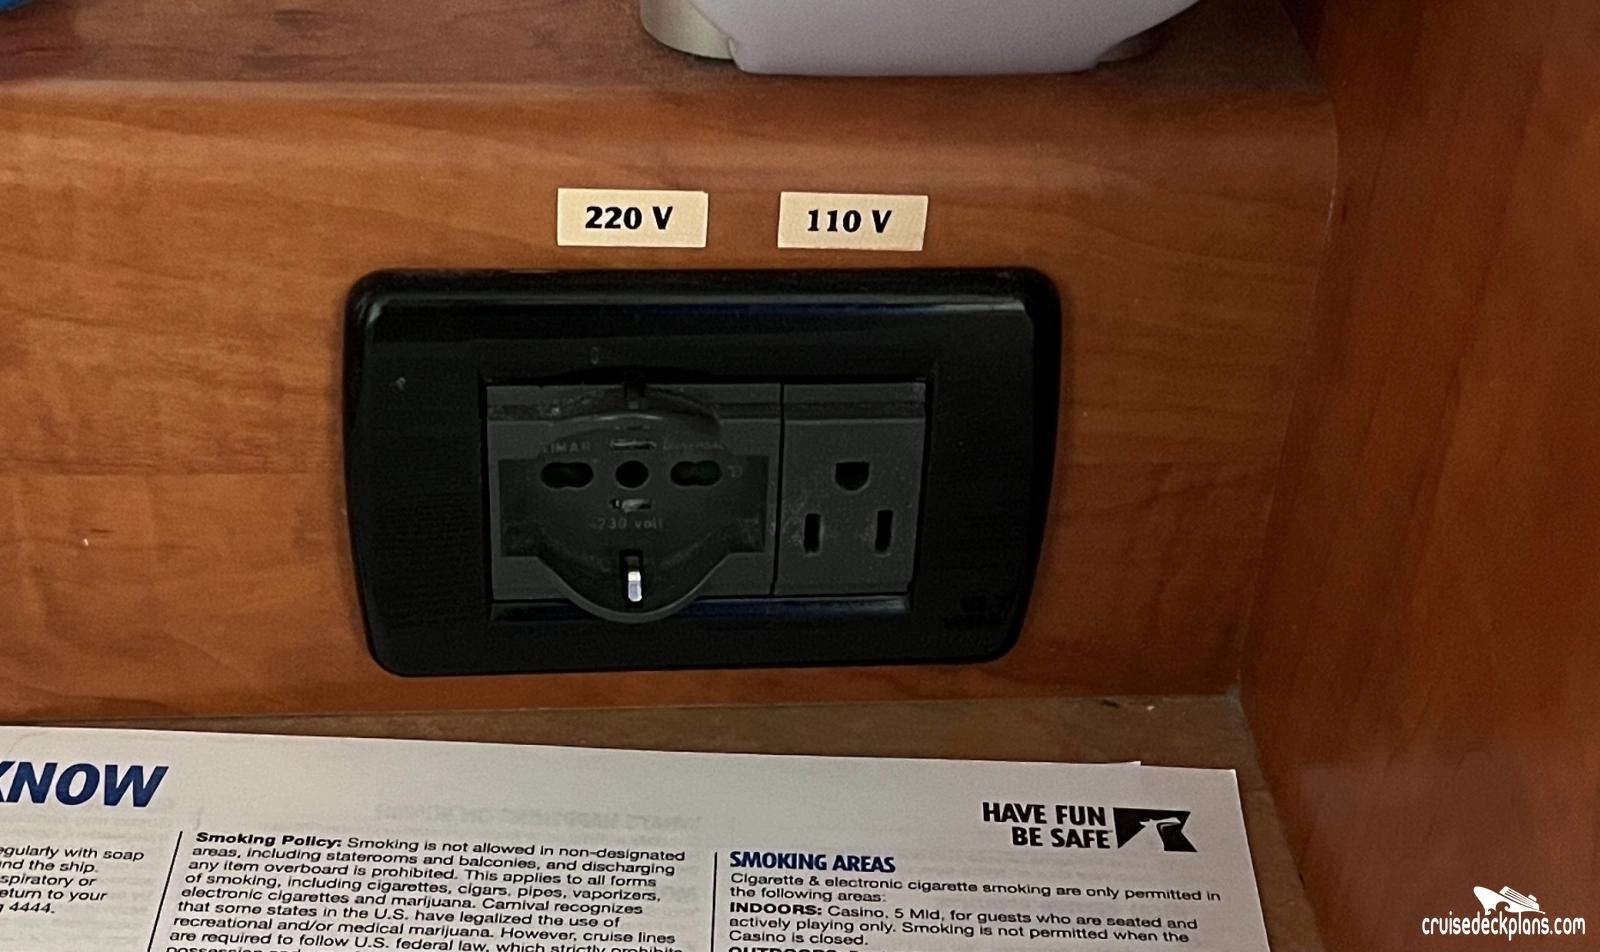 220 V
110 V
~230 volt
KNOW
egularly with soap
nd the ship.
spiratory or
eturn to your
g 4444.
Smoking Policy: Smoking is not allowed in non-designated
areas, including staterooms and balconies, and discharging
any item overboard is prohibited. This applies to all forms
of smoking, including cigarettes, cigars, pipes, vaporizers,
electronic cigarettes and marijuana. Carnival recognizes
that some states in the U.S. have legalized the use of
recreational and/or medical marijuana. However, cruise lines
are required to follow U.S. federal law, which strictly prohibits
HAVE FUN
BE SAFE
SMOKING AREAS
Cigarette & electronic cigarette smoking are only permitted in
the following areas:
INDOORS: Casino, 5 Mid, for guests who are seated and
actively playing only. Smoking is not permitted when the
Casino is closed.
cruisedeckplans.com